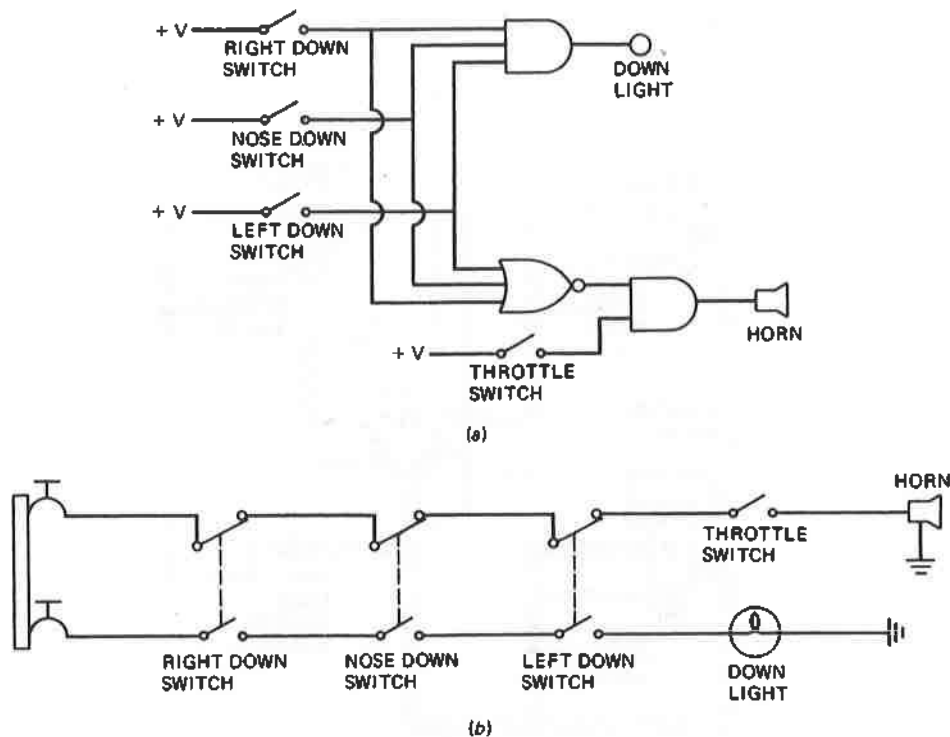 + V
RIGHT DOWN
SWITCH
DOWN
LIGHT
+ V
NOSE DOWN
SWITCH
+ V
LEFT DOWN
SWITCH
HORN
+ V
THROTTLE
SWITCH
(a)
HORN
THROTTLE
SWITCH
RIGHT DOWN
SWITCH
NOSE DOWN
SWITCH
LEFT DOWN
SWITCH
DOWN
LIGHT
(b)